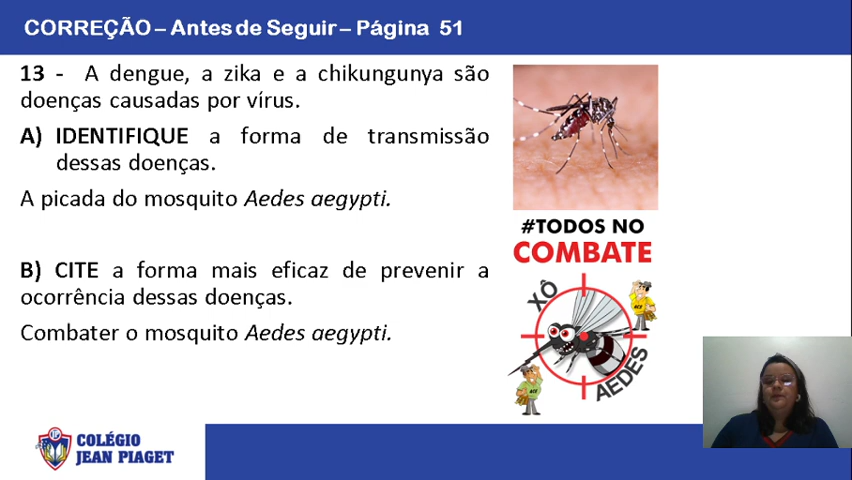 CORREÇÃO – Antes de Seguir – Página 51
13 - A dengue, a zika e a chikungunya são
doenças causadas por vírus.
A) IDENTIFIQUE a forma de transmissão
dessas doenças.
A picada do mosquito Aedes aegypti.
B) CITE a forma mais eficaz de prevenir a
ocorrência dessas doenças.
Combater o mosquito Aedes aegypti.
#TODOS NO
COMBATE
XÔ
AEDES
COLÉGIO
JEAN PIAGET